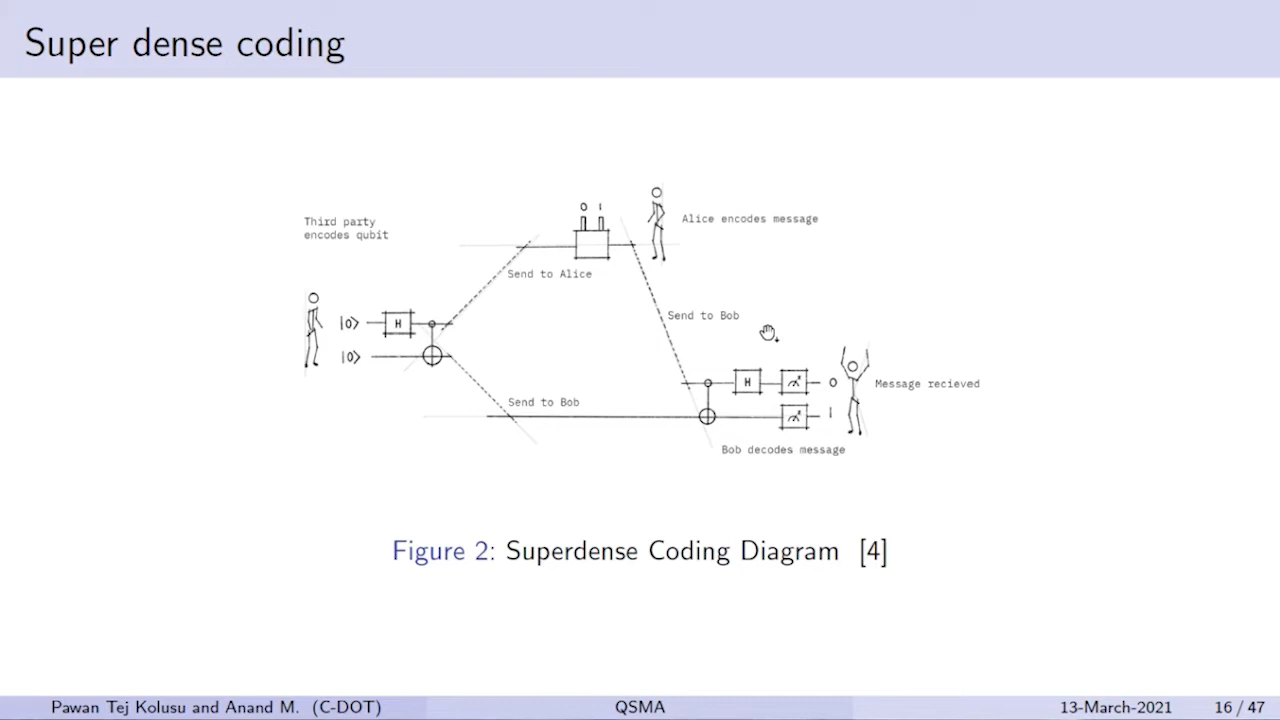 Super dense coding
Third party
encodes qubit
0 1
Alice encodes message
Send to Alice
|0⟩ H
|0⟩
Send to Bob
Send to Bob
H 0
Message recieved
1
Bob decodes message
Figure 2: Superdense Coding Diagram [4]
Pawan Tej Kolusu and Anand M. (C-DOT) QSMA 13-March-2021 16 / 47